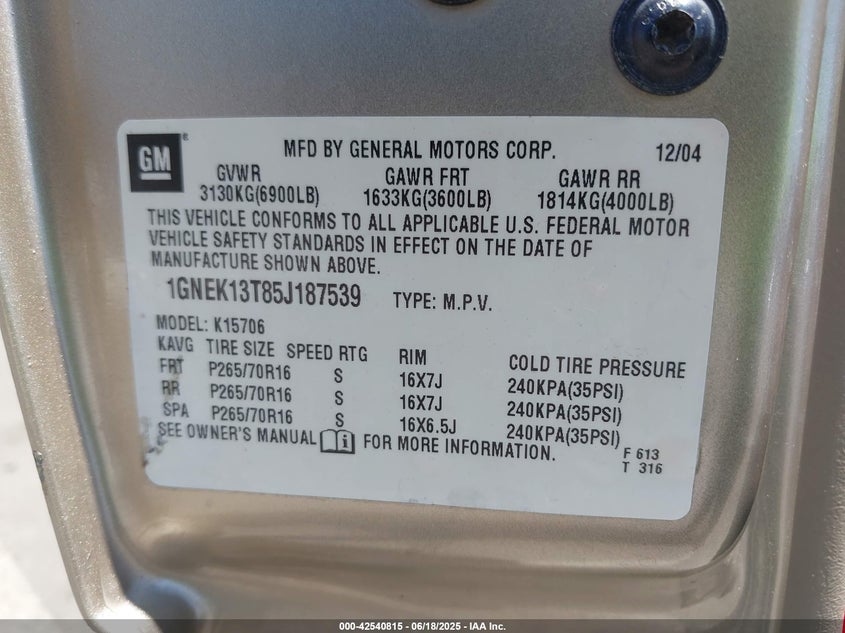 GM ®
MFD BY GENERAL MOTORS CORP. 12/04
GVWR GAWR FRT GAWR RR
3130KG(6900LB) 1633KG(3600LB) 1814KG(4000LB)
THIS VEHICLE CONFORMS TO ALL APPLICABLE U.S. FEDERAL MOTOR
VEHICLE SAFETY STANDARDS IN EFFECT ON THE DATE OF
MANUFACTURE SHOWN ABOVE.
1GNEK13T85J187539 TYPE: M.P.V.
MODEL: K15706
KAVG TIRE SIZE SPEED RTG RIM COLD TIRE PRESSURE
FRT P265/70R16 S 16X7J 240KPA(35PSI)
RR P265/70R16 S 16X7J 240KPA(35PSI)
SPA P265/70R16 S 16X6.5J 240KPA(35PSI)
SEE OWNER'S MANUAL i FOR MORE INFORMATION.
F 613
T 316
000-42540815 - 06/18/2025 - IAA Inc.